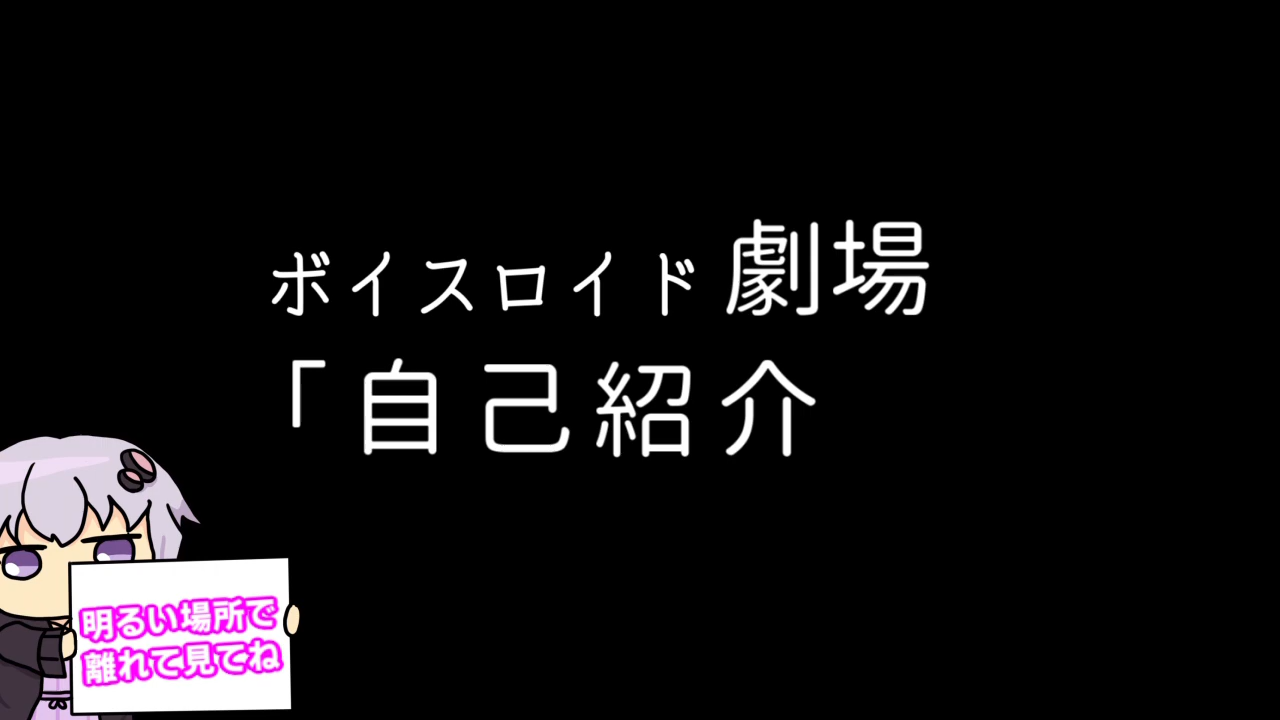 ボイスロイド劇場
「自己紹介
明るい場所で
離れて見てね